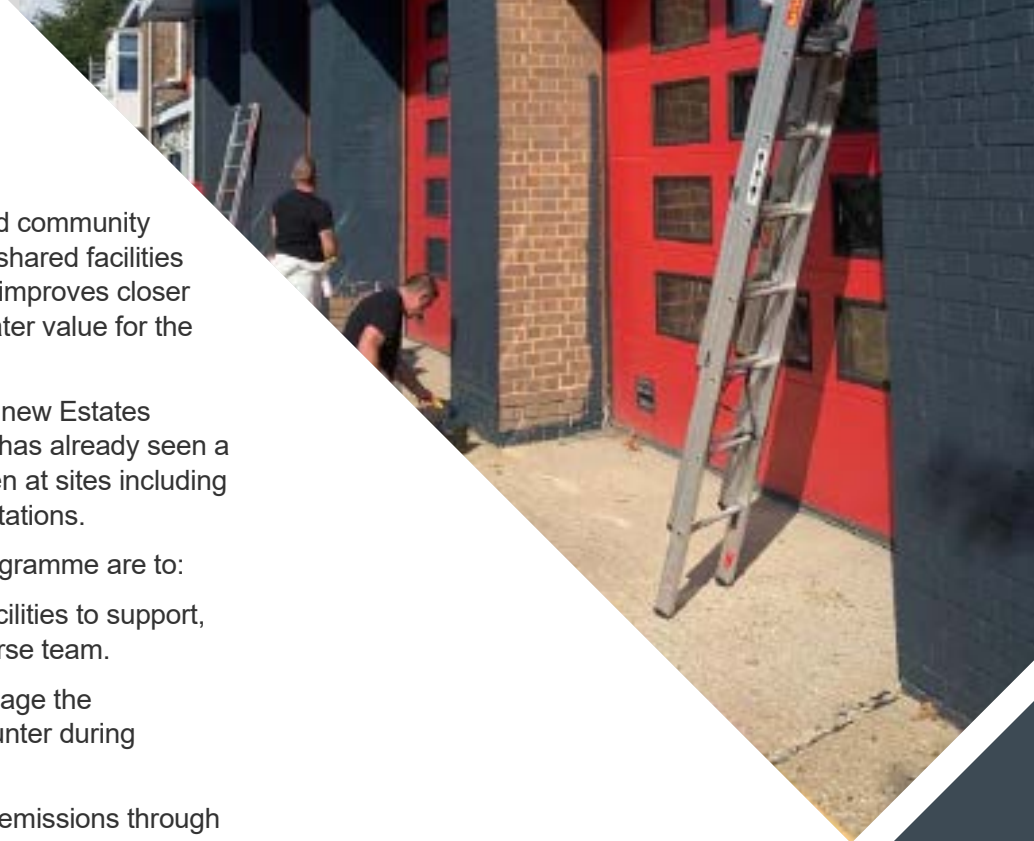 d community
shared facilities
improves closer
ater value for the
new Estates
has already seen a
en at sites including
tations.
gramme are to:
cilities to support,
rse team.
age the
unter during
emissions through